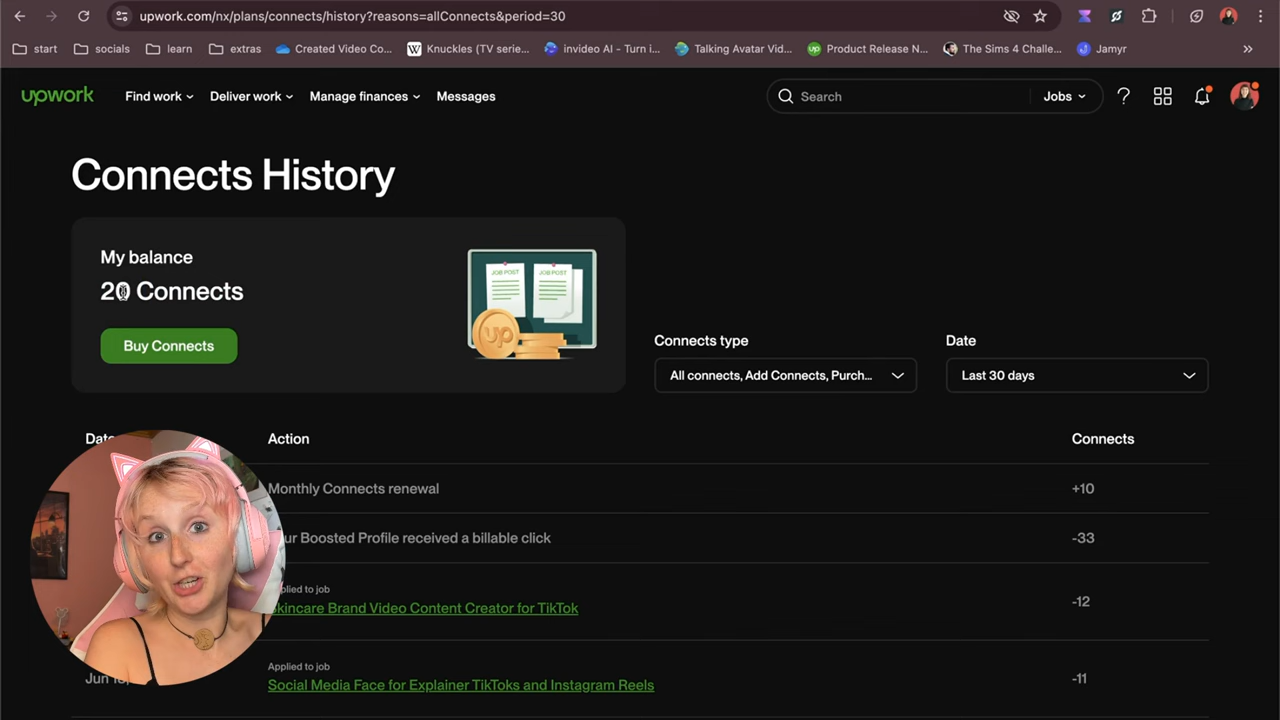 upwork.com/nx/plans/connects/history?reasons=allConnects&period=30
start socials learn extras Created Video Co... Knuckles (TV serie... invideo AI - Turn i... Talking Avatar Vid... Product Release N... The Sims 4 Challe... Jamyr
upwork Find work Deliver work Manage finances Messages Search Jobs
Connects History
My balance
20 Connects
JOB POST JOB POST
up
Buy Connects
Connects type Date
All connects, Add Connects, Purch... Last 30 days
Date Action Connects
Monthly Connects renewal +10
ur Boosted Profile received a billable click -33
plied to job
Skincare Brand Video Content Creator for TikTok -12
Applied to job
Jun Social Media Face for Explainer TikToks and Instagram Reels -11